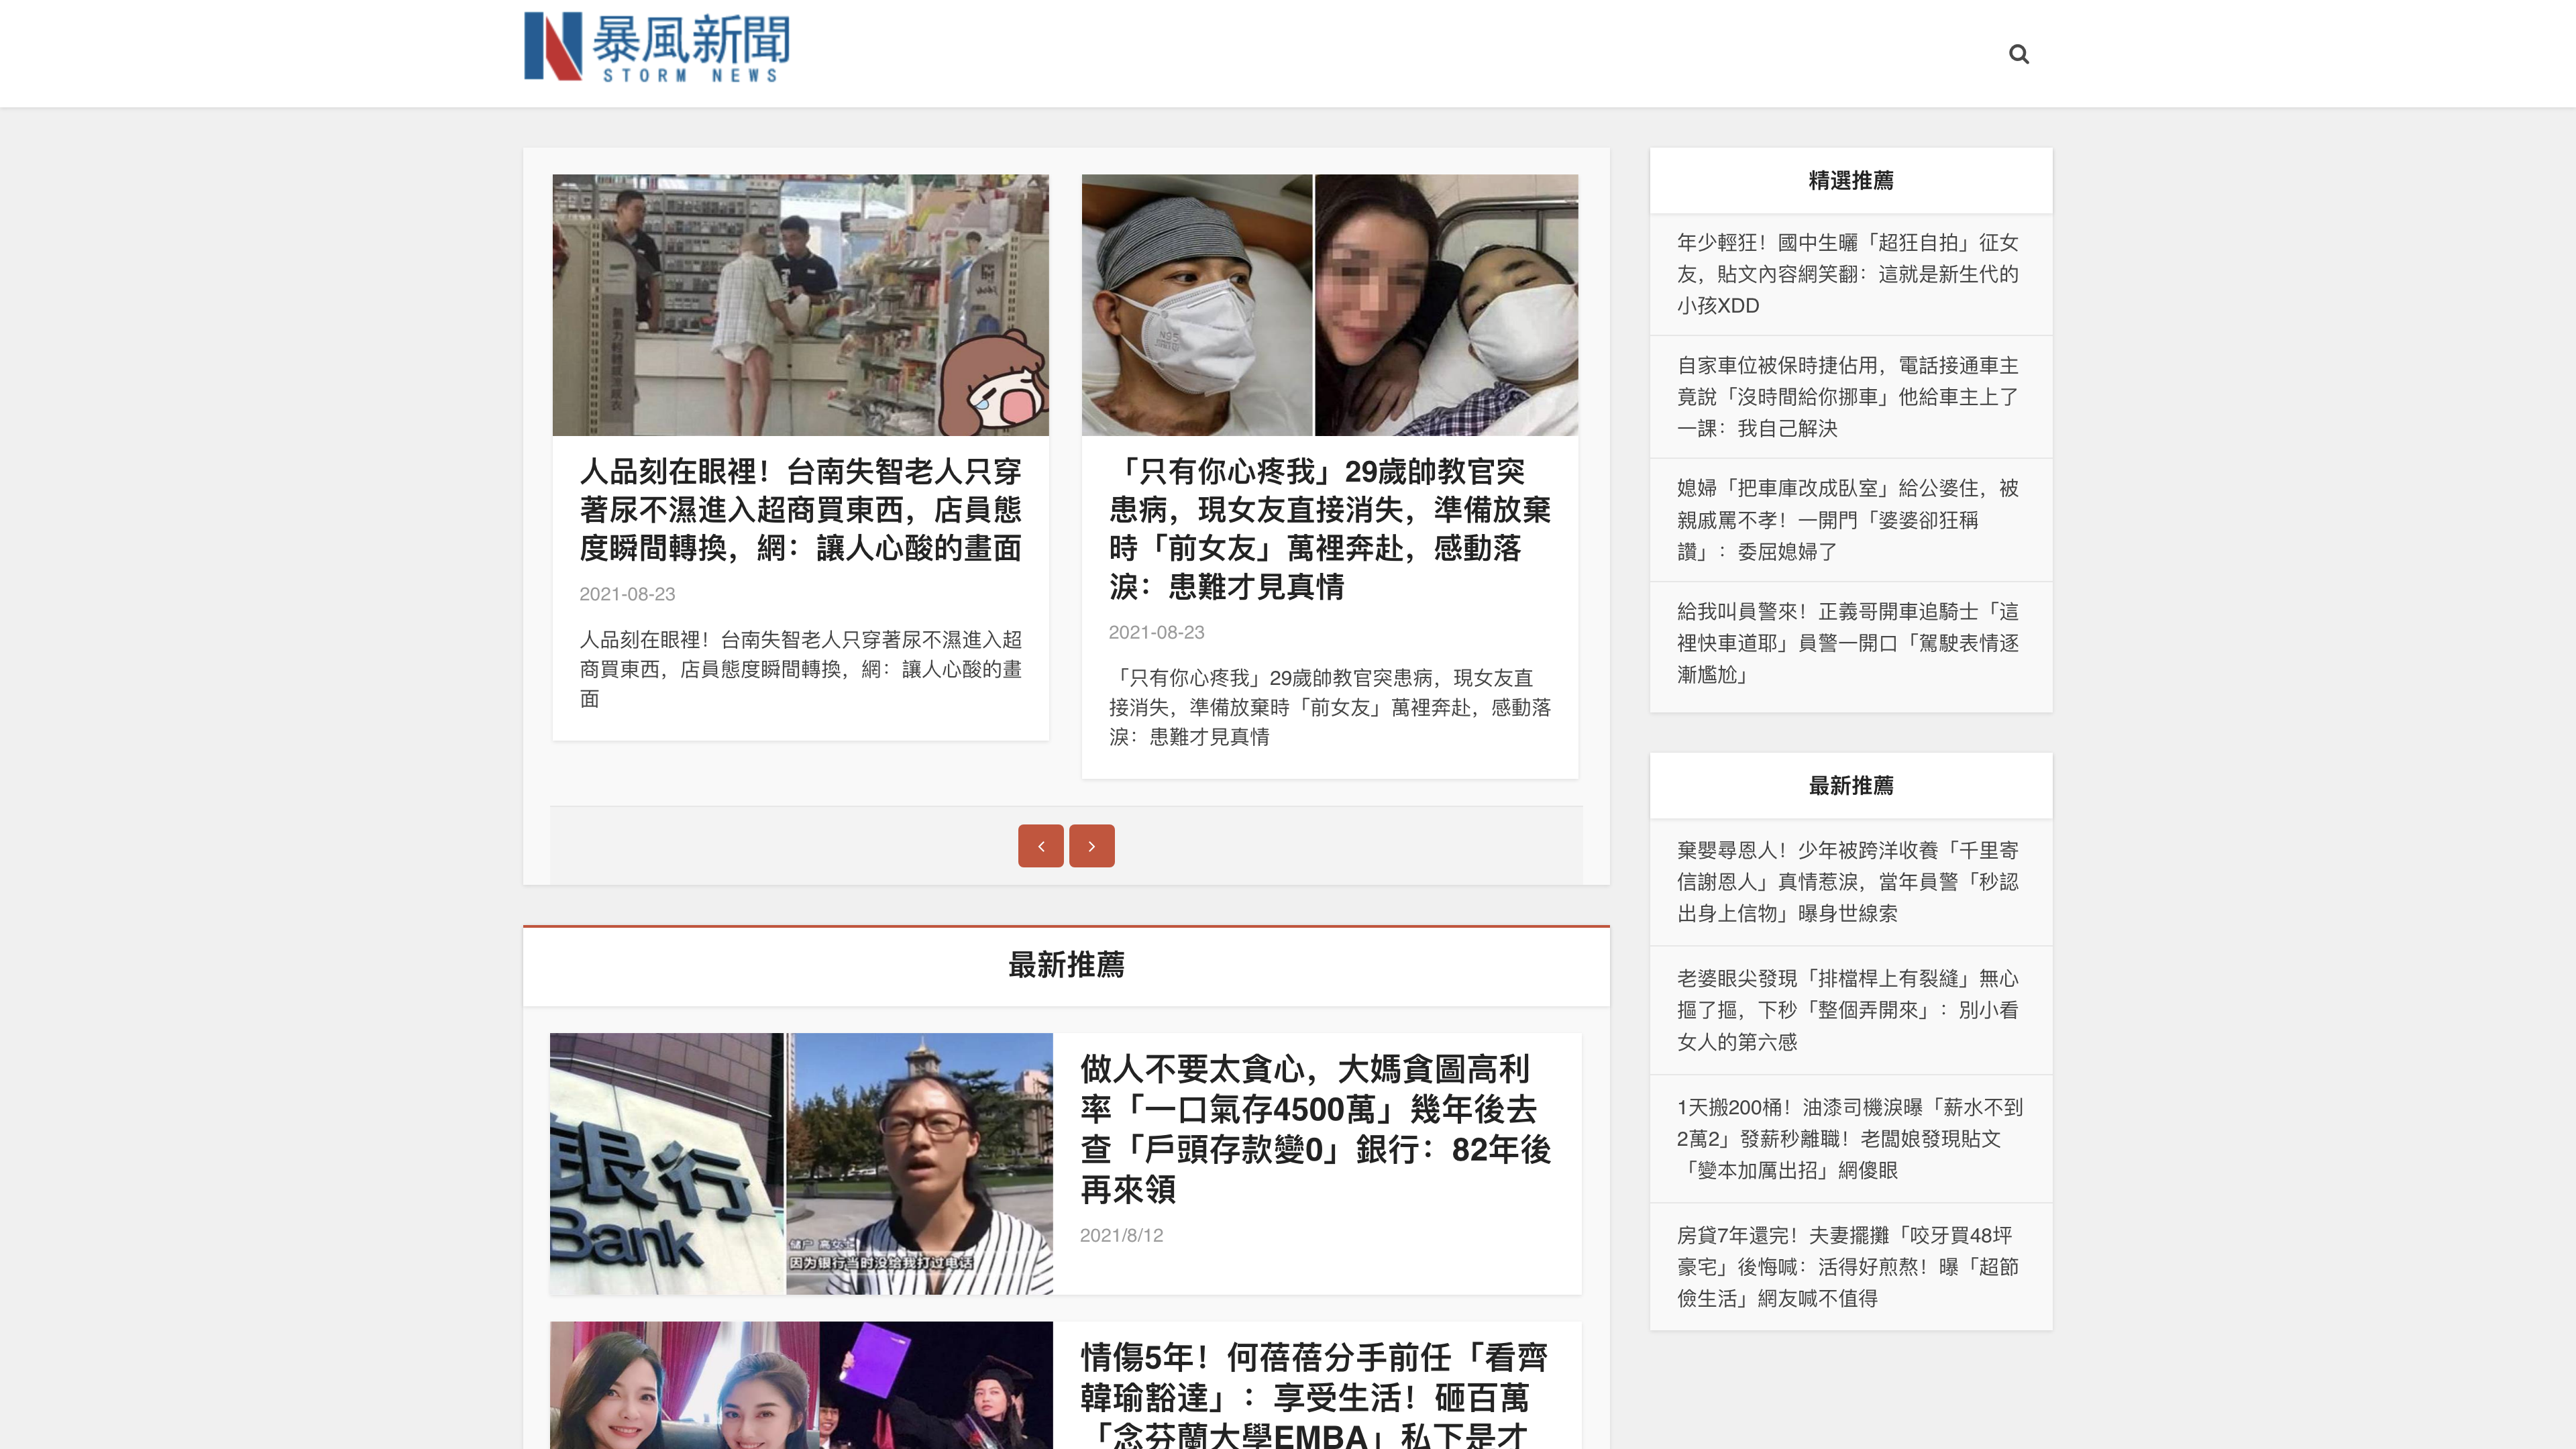 暴風新聞
STORM NEWS
人品刻在眼裡！台南失智老人只穿
著尿不濕進入超商買東西，店員態
度瞬間轉換，網：讓人心酸的畫面
2021-08-23
人品刻在眼裡！台南失智老人只穿著尿不濕進入超
商買東西，店員態度瞬間轉換，網：讓人心酸的畫
面
N95
「只有你心疼我」29歲帥教官突
患病，現女友直接消失，準備放棄
時「前女友」萬裡奔赴，感動落
淚：患難才見真情
2021-08-23
「只有你心疼我」29歲帥教官突患病，現女友直
接消失，準備放棄時「前女友」萬裡奔赴，感動落
淚：患難才見真情
最新推薦
銀行
Bank
储户 高女士
因为银行当时没给我打过电话
做人不要太貪心，大媽貪圖高利
率「一口氣存4500萬」幾年後去
查「戶頭存款變0」銀行：82年後
再來領
2021/8/12
情傷5年！何蓓蓓分手前任「看齊
韓瑜豁達」：享受生活！砸百萬
「念芬蘭大學EMBA」私下是才
精選推薦
年少輕狂！國中生曬「超狂自拍」征女
友，貼文內容網笑翻：這就是新生代的
小孩XDD
自家車位被保時捷佔用，電話接通車主
竟說「沒時間給你挪車」他給車主上了
一課：我自己解決
媳婦「把車庫改成臥室」給公婆住，被
親戚罵不孝！一開門「婆婆卻狂稱
讚」：委屈媳婦了
給我叫員警來！正義哥開車追騎士「這
裡快車道耶」員警一開口「駕駛表情逐
漸尷尬」
最新推薦
棄嬰尋恩人！少年被跨洋收養「千里寄
信謝恩人」真情惹淚，當年員警「秒認
出身上信物」曝身世線索
老婆眼尖發現「排檔桿上有裂縫」無心
摳了摳，下秒「整個弄開來」：別小看
女人的第六感
1天搬200桶！油漆司機淚曝「薪水不到
2萬2」發薪秒離職！老闆娘發現貼文
「變本加厲出招」網傻眼
房貸7年還完！夫妻擺攤「咬牙買48坪
豪宅」後悔喊：活得好煎熬！曝「超節
儉生活」網友喊不值得